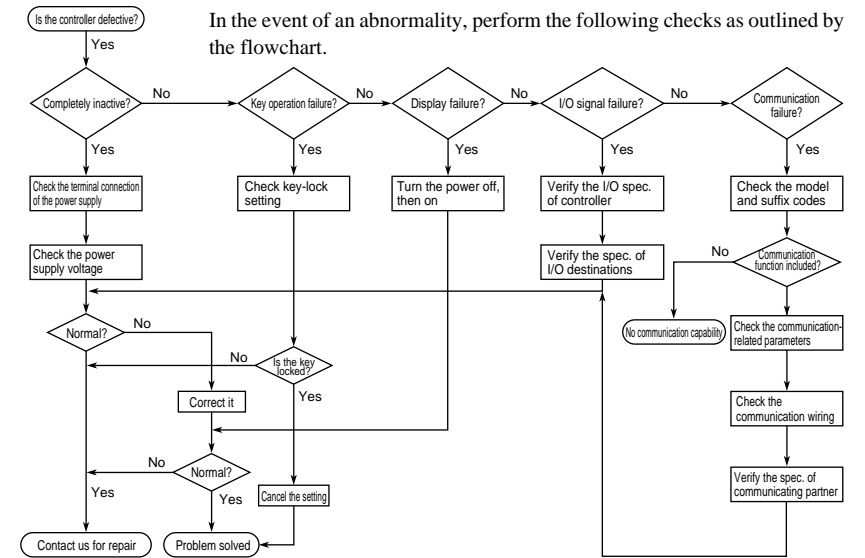 Is the controller defective?
In the event of an abnormality, perform the following checks as outlined by
the flowchart.
Yes
Completely inactive?
No
Key operation failure?
No
Display failure?
No
I/O signal failure?
No
Communication
failure?
Yes
Yes
Yes
Yes
Yes
Check the terminal connection
of the power supply
Check key-lock
setting
Turn the power off,
then on
Verify the I/O spec.
of controller
Check the model
and suffix codes
Check the power
supply voltage
Verify the spec. of
I/O destinations
No
Communication
function included?
Normal?
No
No communication capability
Check the communication-
related parameters
No
Is the key
locked?
Yes
Correct it
Check the
communication wiring
No
Normal?
Yes
Yes
Cancel the setting
Verify the spec. of
communicating partner
Contact us for repair
Problem solved